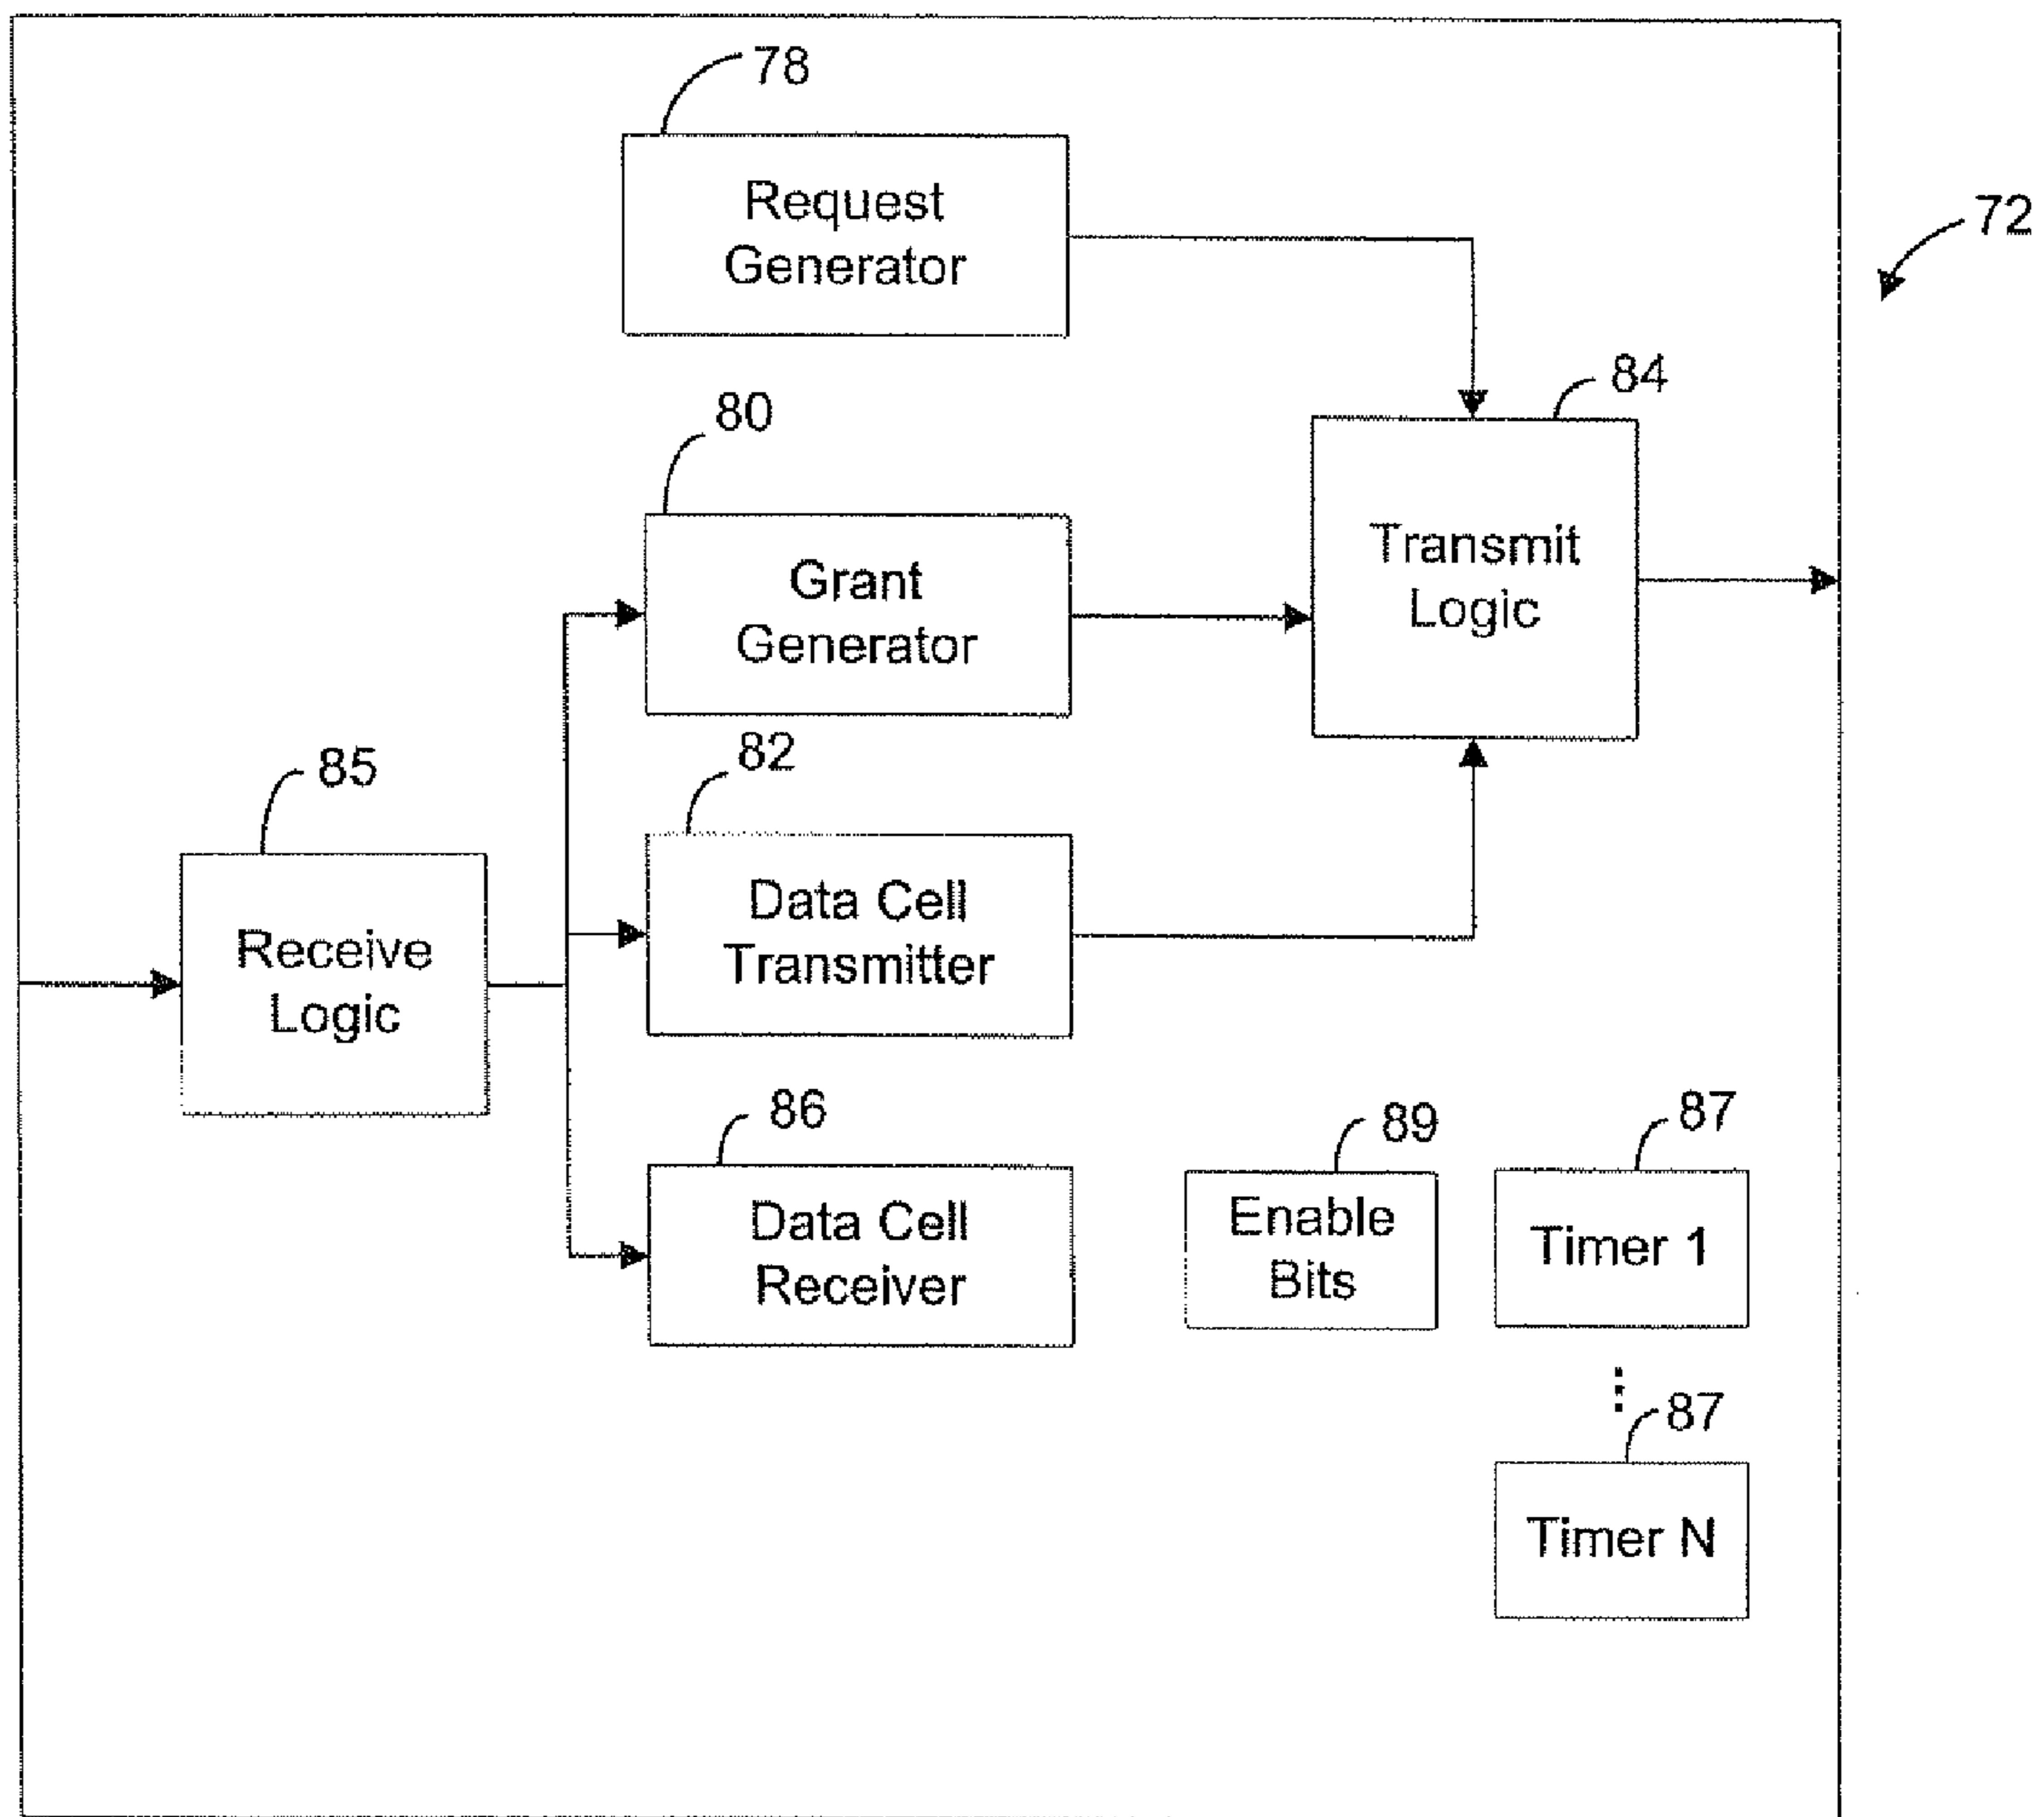 78
Request
Generator
72
84
80
Transmit
Logic
Grant
Generator
82
85
Data Cell
Transmitter
Receive
Logic
86
89
87
Data Cell
Receiver
Enable
Bits
Timer 1
87
Timer N